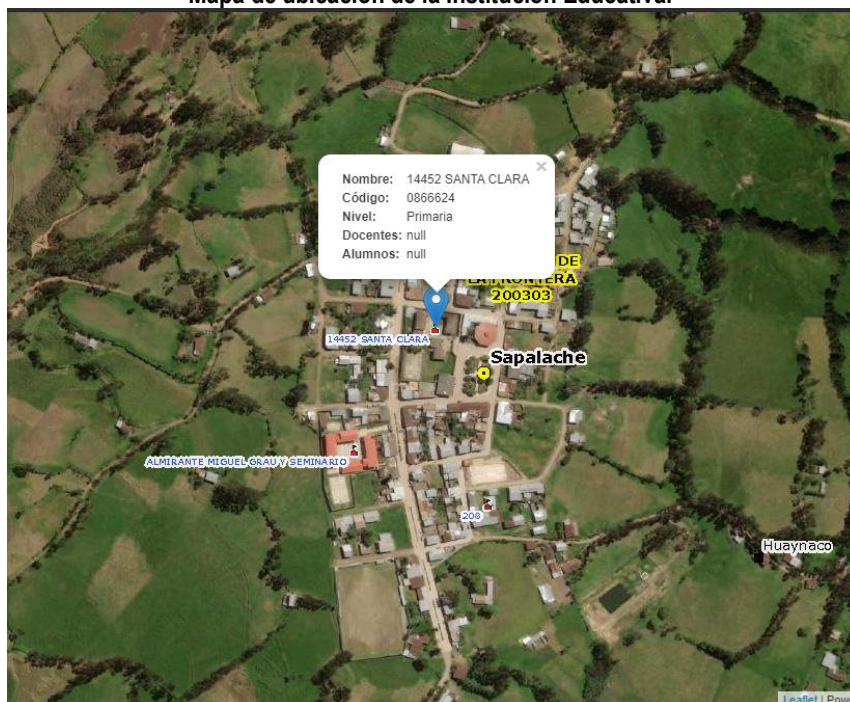 Mapa de ubicación de la Institución Educativa.
×
Nombre: 14452 SANTA CLARA
Código: 0866624
Nivel: Primaria
Docentes: null
Alumnos: null
DE
LA FRONTERA
200303
14452 SANTA CLARA
Sapalache
ALMIRANTE MIGUEL GRAU Y SEMINARIO
208
Huaynaco
Leaflet | Pow